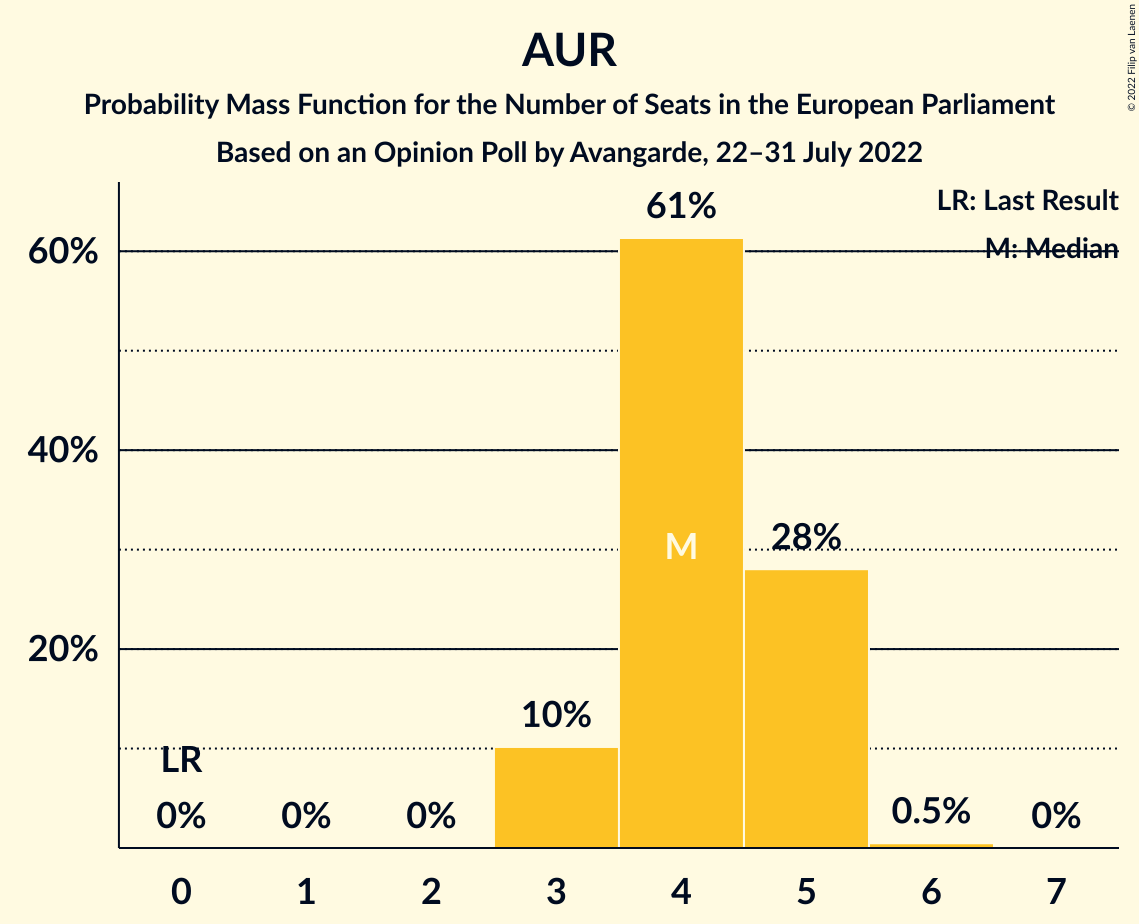 AUR
Probability Mass Function for the Number of Seats in the European Parliament
Based on an Opinion Poll by Avangarde, 22–31 July 2022
© 2022 Filip van Laenen
LR: Last Result
M: Median
60%
40%
20%
61%
M
28%
10%
LR
0%
0%
0%
0.5%
0%
0
1
2
3
4
5
6
7